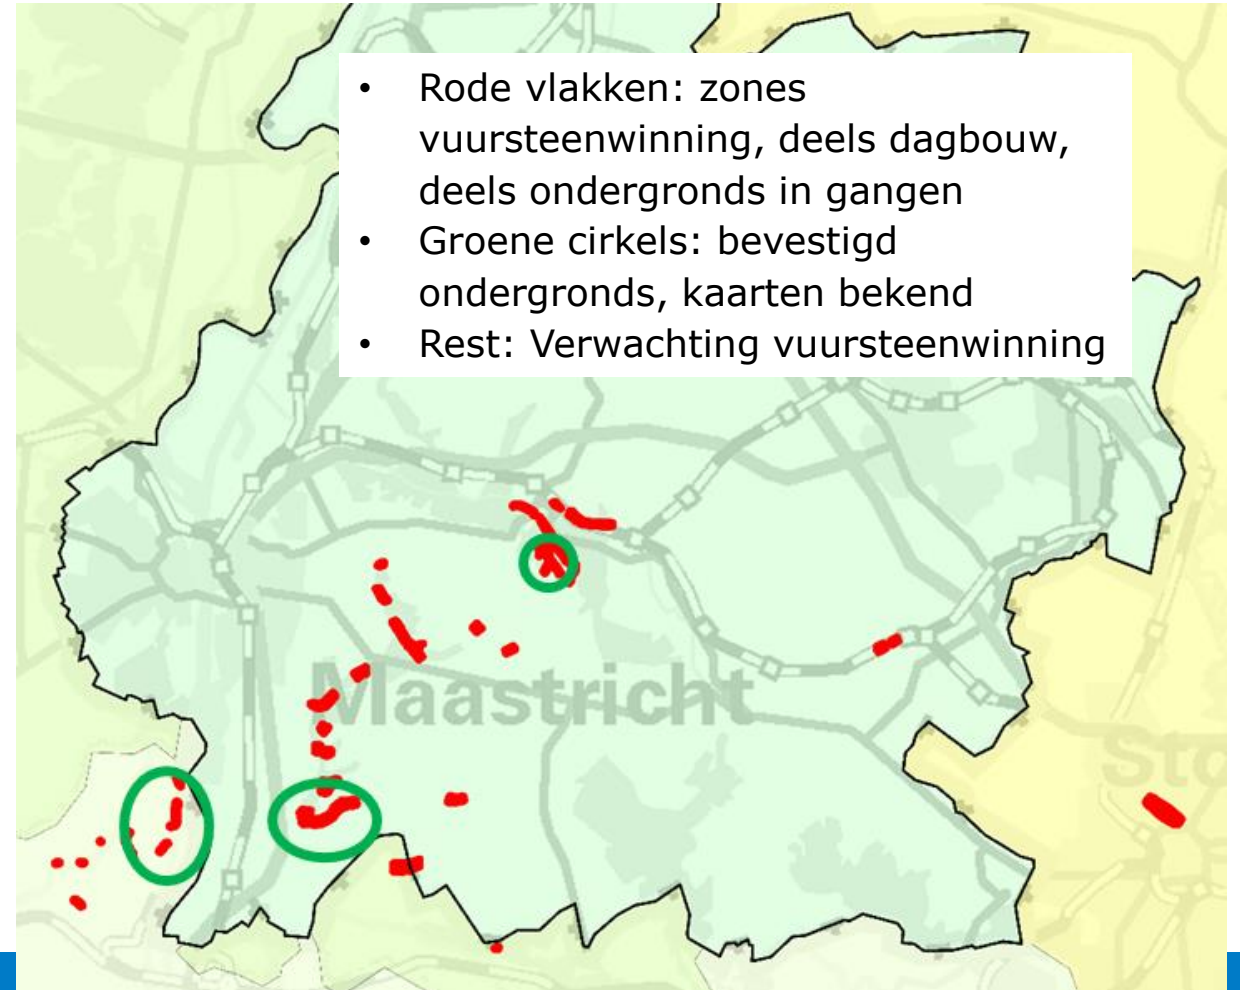 • Rode vlakken: zones
vuursteenwinning, deels dagbouw,
deels ondergronds in gangen
• Groene cirkels: bevestigd
ondergronds, kaarten bekend
• Rest: Verwachting vuursteenwinning
Maastricht
Sto